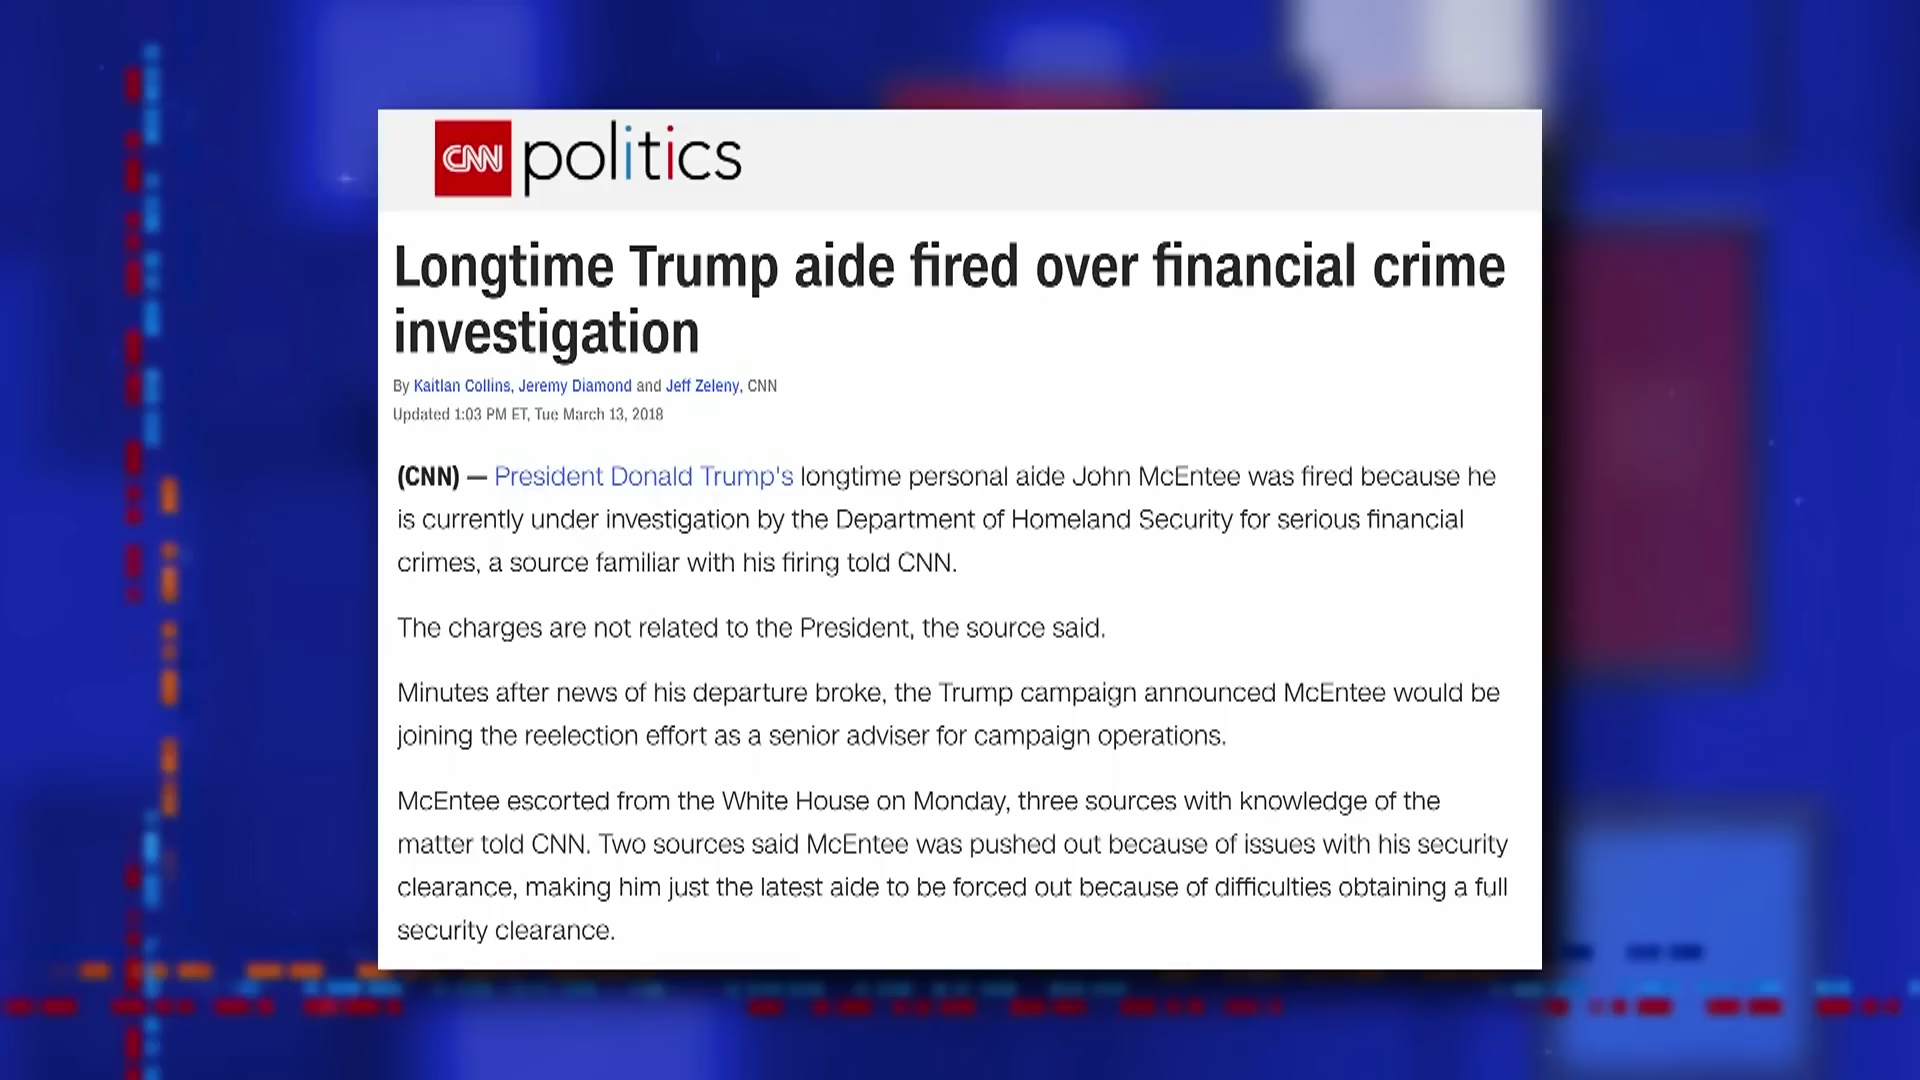 CNN politics
Longtime Trump aide fired over financial crime
investigation
By Kaitlan Collins, Jeremy Diamond and Jeff Zeleny, CNN
Updated 1:03 PM ET, Tue March 13, 2018
(CNN) — President Donald Trump's longtime personal aide John McEntee was fired because he
is currently under investigation by the Department of Homeland Security for serious financial
crimes, a source familiar with his firing told CNN.
The charges are not related to the President, the source said.
Minutes after news of his departure broke, the Trump campaign announced McEntee would be
joining the reelection effort as a senior adviser for campaign operations.
McEntee escorted from the White House on Monday, three sources with knowledge of the
matter told CNN. Two sources said McEntee was pushed out because of issues with his security
clearance, making him just the latest aide to be forced out because of difficulties obtaining a full
security clearance.